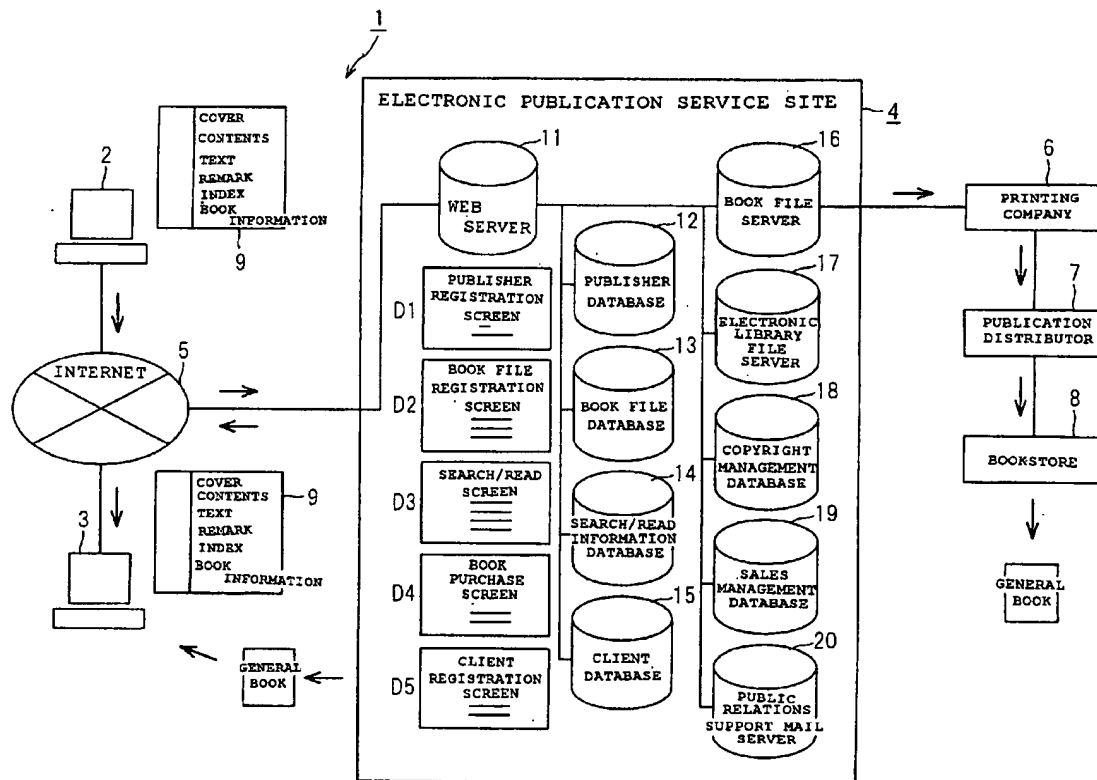 1
ELECTRONIC PUBLICATION SERVICE SITE
4
COVER
CONTENTS
TEXT
REMARK
INDEX
BOOK
INFORMATION
9
2
INTERNET
5
COVER
CONTENTS
TEXT
REMARK
INDEX
BOOK
INFORMATION
9
3
GENERAL
BOOK
11
WEB
SERVER
D1
PUBLISHER
REGISTRATION
SCREEN
D2
BOOK FILE
REGISTRATION
SCREEN
D3
SEARCH/READ
SCREEN
D4
BOOK
PURCHASE
SCREEN
D5
CLIENT
REGISTRATION
SCREEN
12
PUBLISHER
DATABASE
13
BOOK FILE
DATABASE
14
SEARCH/READ
INFORMATION
DATABASE
15
CLIENT
DATABASE
16
BOOK FILE
SERVER
17
ELECTRONIC
LIBRARY
FILE
SERVER
18
COPYRIGHT
MANAGEMENT
DATABASE
19
SALES
MANAGEMENT
DATABASE
20
PUBLIC
RELATIONS
SUPPORT MAIL
SERVER
6
PRINTING
COMPANY
7
PUBLICATION
DISTRIBUTOR
8
BOOKSTORE
GENERAL
BOOK